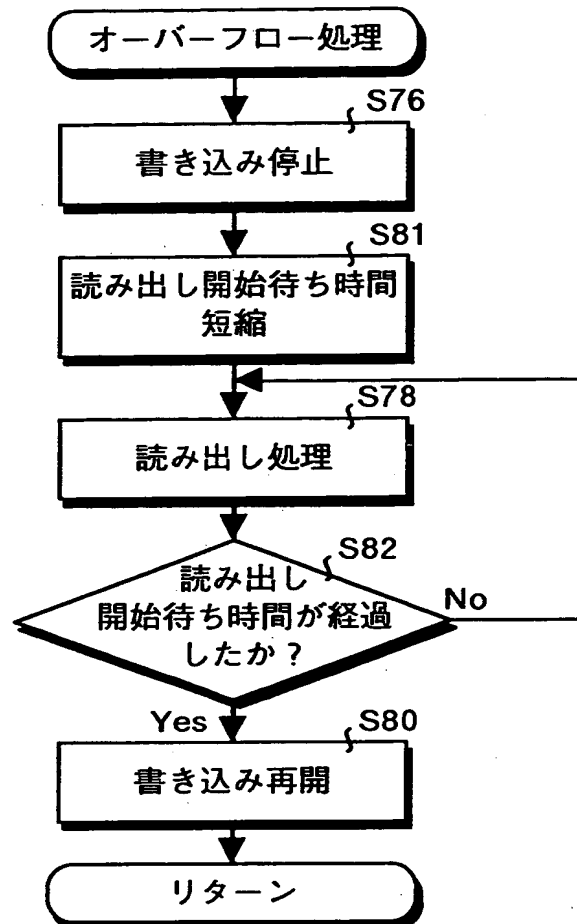 オーバーフロー処理
S76
書き込み停止
S81
読み出し開始待ち時間
短縮
S78
読み出し処理
S82
読み出し
開始待ち時間が経過
したか?
No
Yes
S80
書き込み再開
リターン